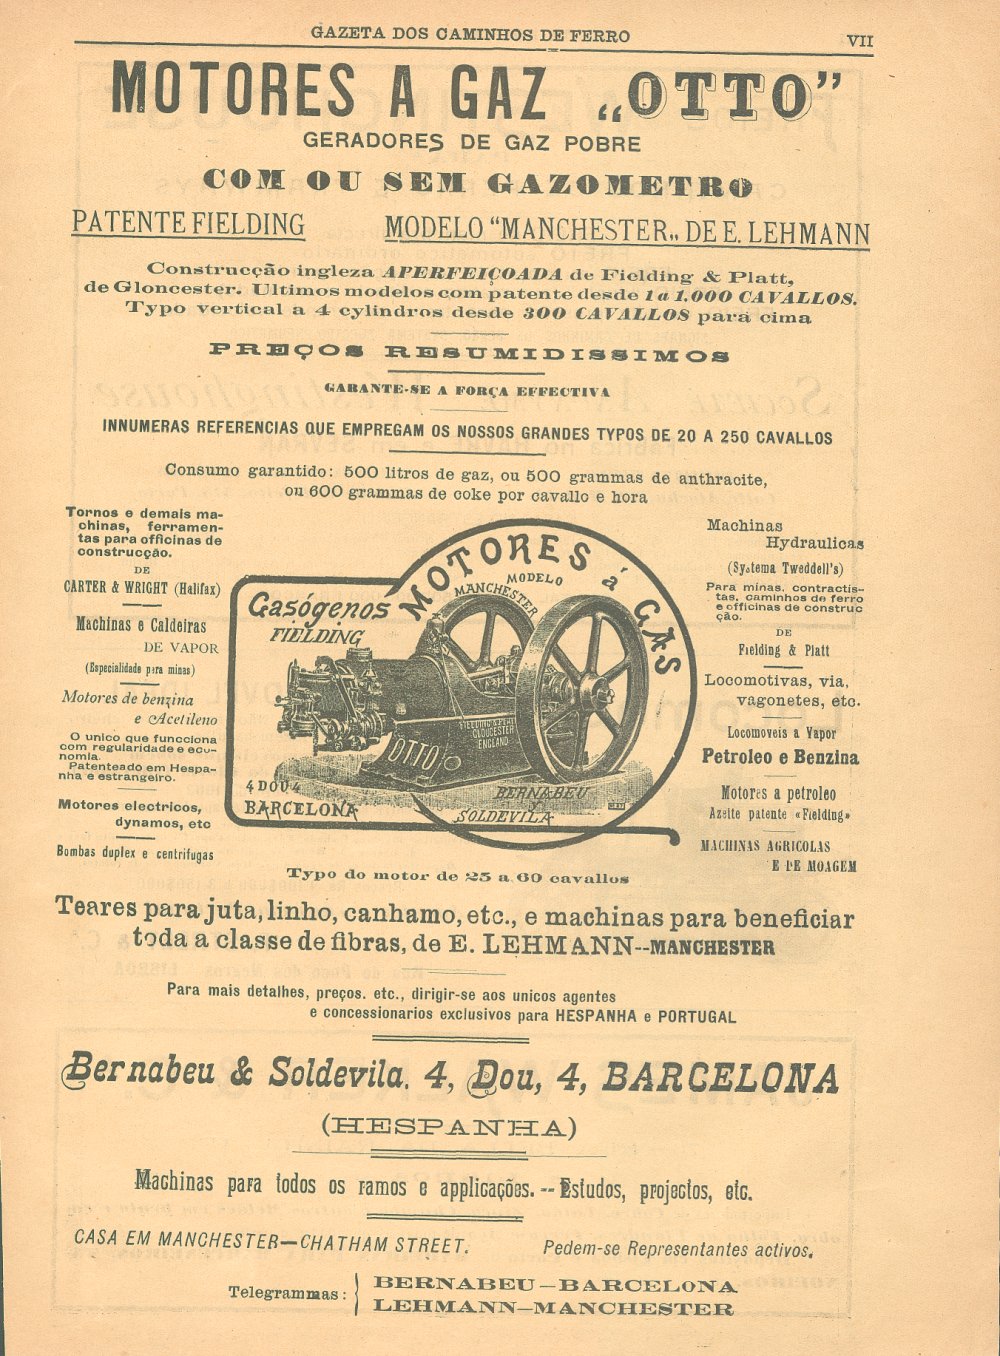 GAZETA DOS CAMINHOS DE FERRO
VII
MOTORES A GAZ „OTTO”
GERADORES DE GAZ POBRE
COM OU SEM GAZOMETRO
PATENTE FIELDING
MODELO “MANCHESTER„ DE E. LEHMANN
Construcção ingleza APERFEIÇOADA de Fielding & Platt,
de Gloncester. Ultimos modelos com patente desde 1 a 1.000 CAVALLOS.
Typo vertical a 4 cylindros desde 300 CAVALLOS para cima
PREÇOS RESUMIDISSIMOS
GARANTE-SE A FORÇA EFFECTIVA
INNUMERAS REFERENCIAS QUE EMPREGAM OS NOSSOS GRANDES TYPOS DE 20 A 250 CAVALLOS
Consumo garantido: 500 litros de gaz, ou 500 grammas de anthracite,
ou 600 grammas de coke por cavallo e hora
Tornos e demais ma-
chinas, ferramen-
tas para officinas de
construcção.
DE
CARTER & WRIGHT (Halifax)
Machinas e Caldeiras
DE VAPOR
(Especialidade para minas)
Motores de benzina
e Acetileno
O unico que funcciona
com regularidade e eco-
nomia.
Patenteado em Hespa-
nha e estrangeiro.
Motores electricos,
dynamos, etc
Bombas duplex e centrifugas
MOTORES á GAS
MODELO
MANCHESTER
Gasógenos
FIELDING
FIELDING & PLATT
GLOUCESTER
ENGLAND
OTTO
4 DOU 4
BARCELONA
BERNABEU
Y
SOLDEVILA
Machinas
Hydraulicas
(Systema Tweddell's)
Para minas, contractis-
tas, caminhos de ferro
e officinas de construc
ção.
DE
Fielding & Platt
Locomotivas, via,
vagonetes, etc.
Locomoveis a Vapor
Petroleo e Benzina
Motores a petroleo
Azeite patente «Fielding»
MACHINAS AGRICOLAS
E DE MOAGEM
Typo do motor de 25 a 60 cavallos
Teares para juta, linho, canhamo, etc., e machinas para beneficiar
toda a classe de fibras, de E. LEHMANN--MANCHESTER
Para mais detalhes, preços. etc., dirigir-se aos unicos agentes
e concessionarios exclusivos para HESPANHA e PORTUGAL
Bernabeu & Soldevila. 4, Dou, 4, BARCELONA
(HESPANHA)
Machinas para todos os ramos e applicações.--Estudos, projectos, etc.
CASA EM MANCHESTER—CHATHAM STREET.
Pedem-se Representantes activos.
Telegrammas:
BERNABEU—BARCELONA
LEHMANN—MANCHESTER